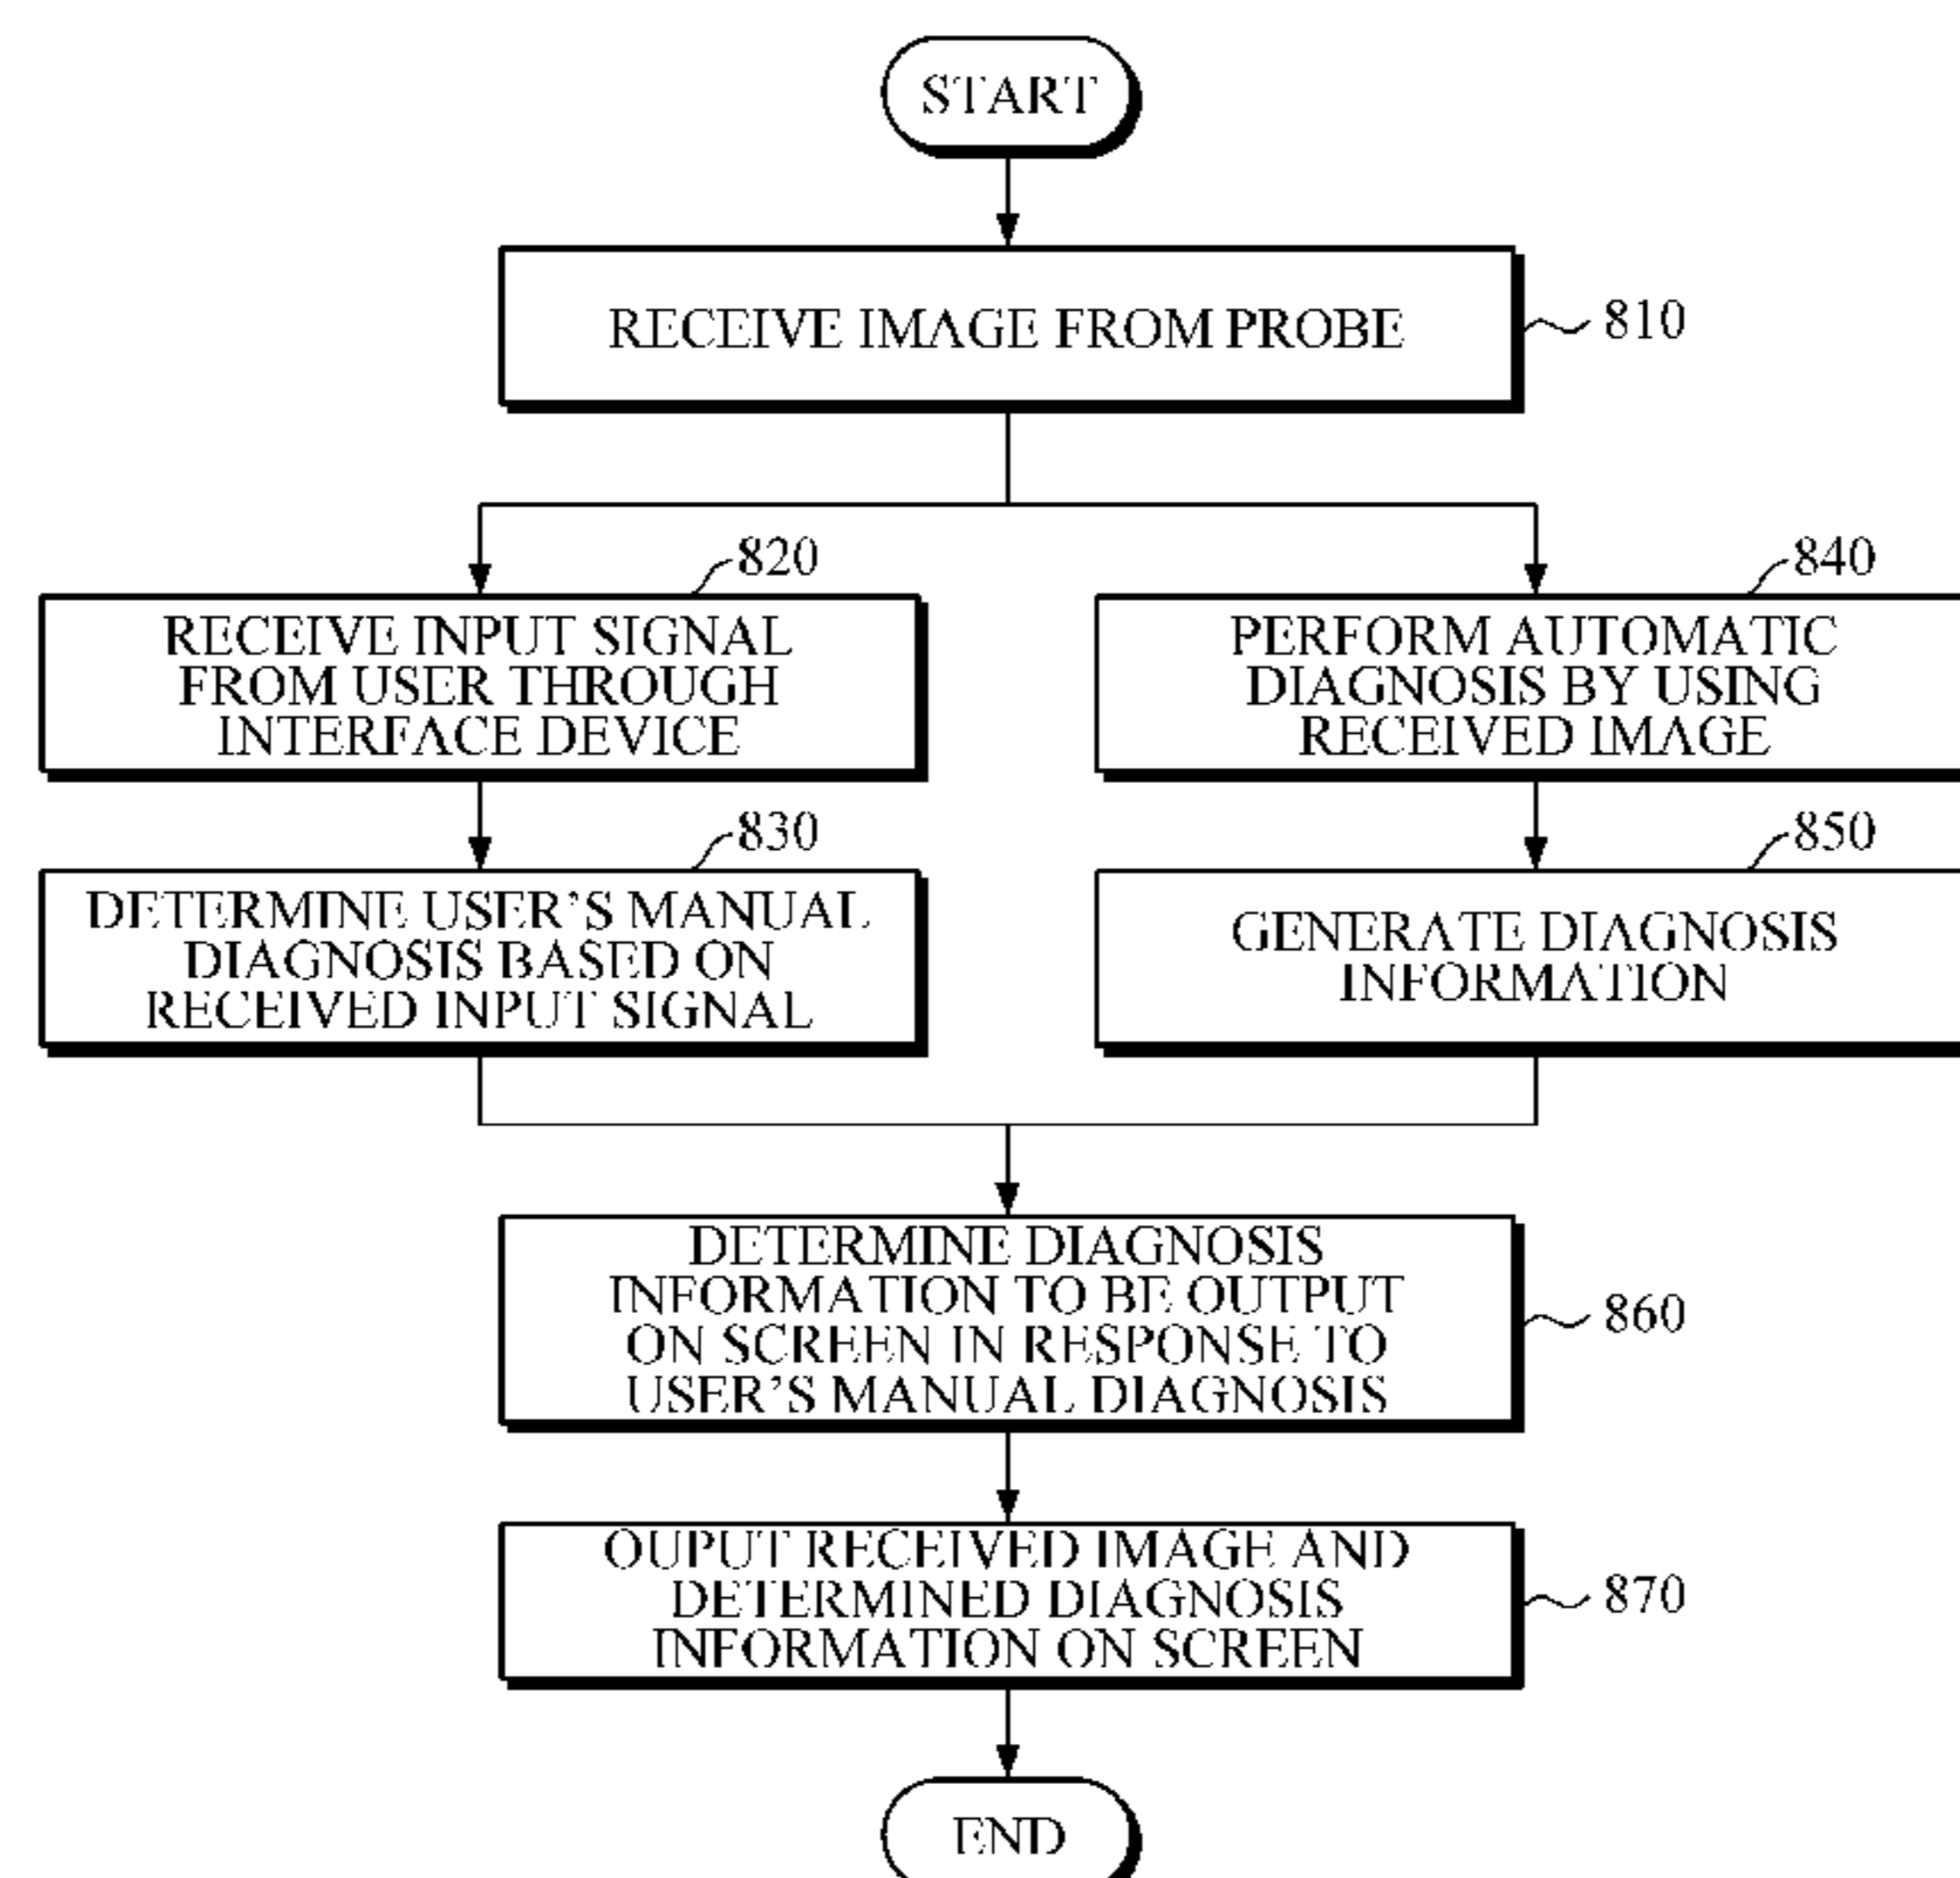 START
RECEIVE IMAGE FROM PROBE
810
820
RECEIVE INPUT SIGNAL
FROM USER THROUGH
INTERFACE DEVICE
840
PERFORM AUTOMATIC
DIAGNOSIS BY USING
RECEIVED IMAGE
830
DETERMINE USER'S MANUAL
DIAGNOSIS BASED ON
RECEIVED INPUT SIGNAL
850
GENERATE DIAGNOSIS
INFORMATION
DETERMINE DIAGNOSIS
INFORMATION TO BE OUTPUT
ON SCREEN IN RESPONSE TO
USER'S MANUAL DIAGNOSIS
860
OUPUT RECEIVED IMAGE AND
DETERMINED DIAGNOSIS
INFORMATION ON SCREEN
870
END